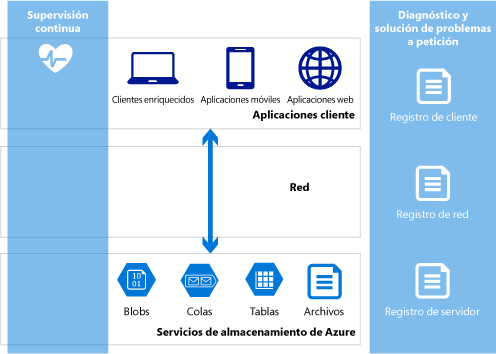 Supervisión
continua
Diagnóstico y
solución de problemas
a petición
Clientes enriquecidos
Aplicaciones móviles
Aplicaciones web
Aplicaciones cliente
Registro de cliente
Red
Registro de red
10
01
Blobs
Colas
Tablas
Archivos
Servicios de almacenamiento de Azure
Registro de servidor